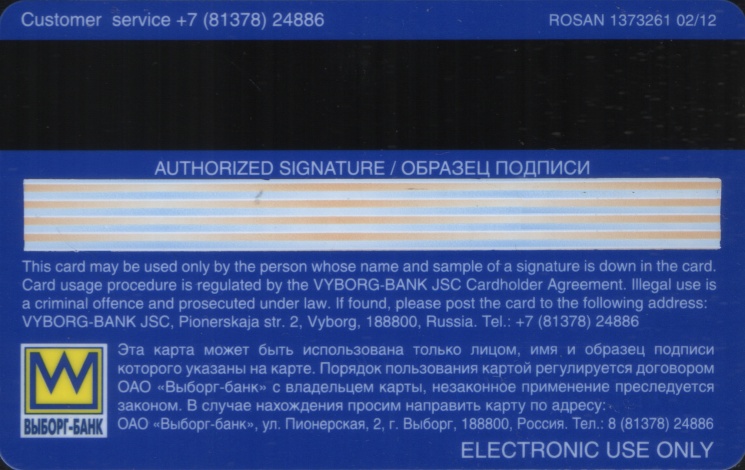 Customer service +7 (81378) 24886
ROSAN 1373261 02/12
AUTHORIZED SIGNATURE / ОБРАЗЕЦ ПОДПИСИ
This card may be used only by the person whose name and sample of a signature is down in the card.
Card usage procedure is regulated by the VYBORG-BANK JSC Cardholder Agreement. Illegal use is
a criminal offence and prosecuted under law. If found, please post the card to the following address:
VYBORG-BANK JSC, Pionerskaja str. 2, Vyborg, 188800, Russia. Tel.: +7 (81378) 24886
Эта карта может быть использована только лицом, имя и образец подписи
которого указаны на карте. Порядок пользования картой регулируется договором
ОАО «Выборг-банк» с владельцем карты, незаконное применение преследуется
законом. В случае нахождения просим направить карту по адресу:
ОАО «Выборг-банк», ул. Пионерская, 2, г. Выборг, 188800, Россия. Тел.: 8 (81378) 24886
ВЫБОРГ-БАНК
ELECTRONIC USE ONLY